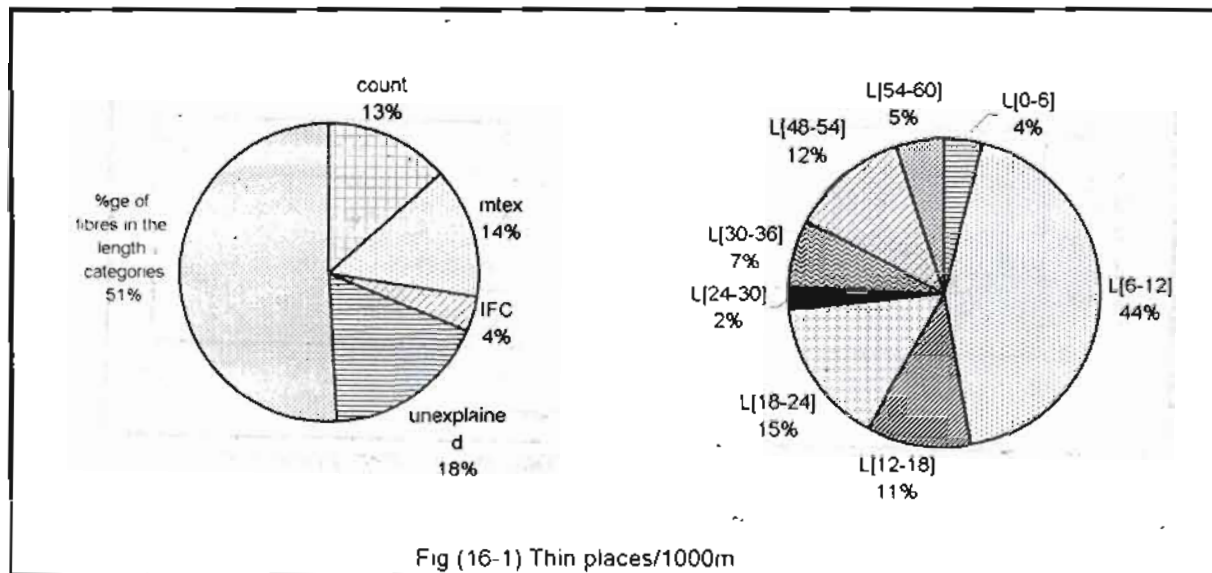 count
13%
%ge of
fibres in the
length
categories
51%
mtex
14%
IFC
4%
unexplaine
d
18%
L[54-60]
5%
L[0-6]
4%
L[48-54]
12%
L[30-36]
7%
L[24-30]
2%
L[6-12]
44%
L[18-24]
15%
L[12-18]
11%
Fig (16-1) Thin places/1000m